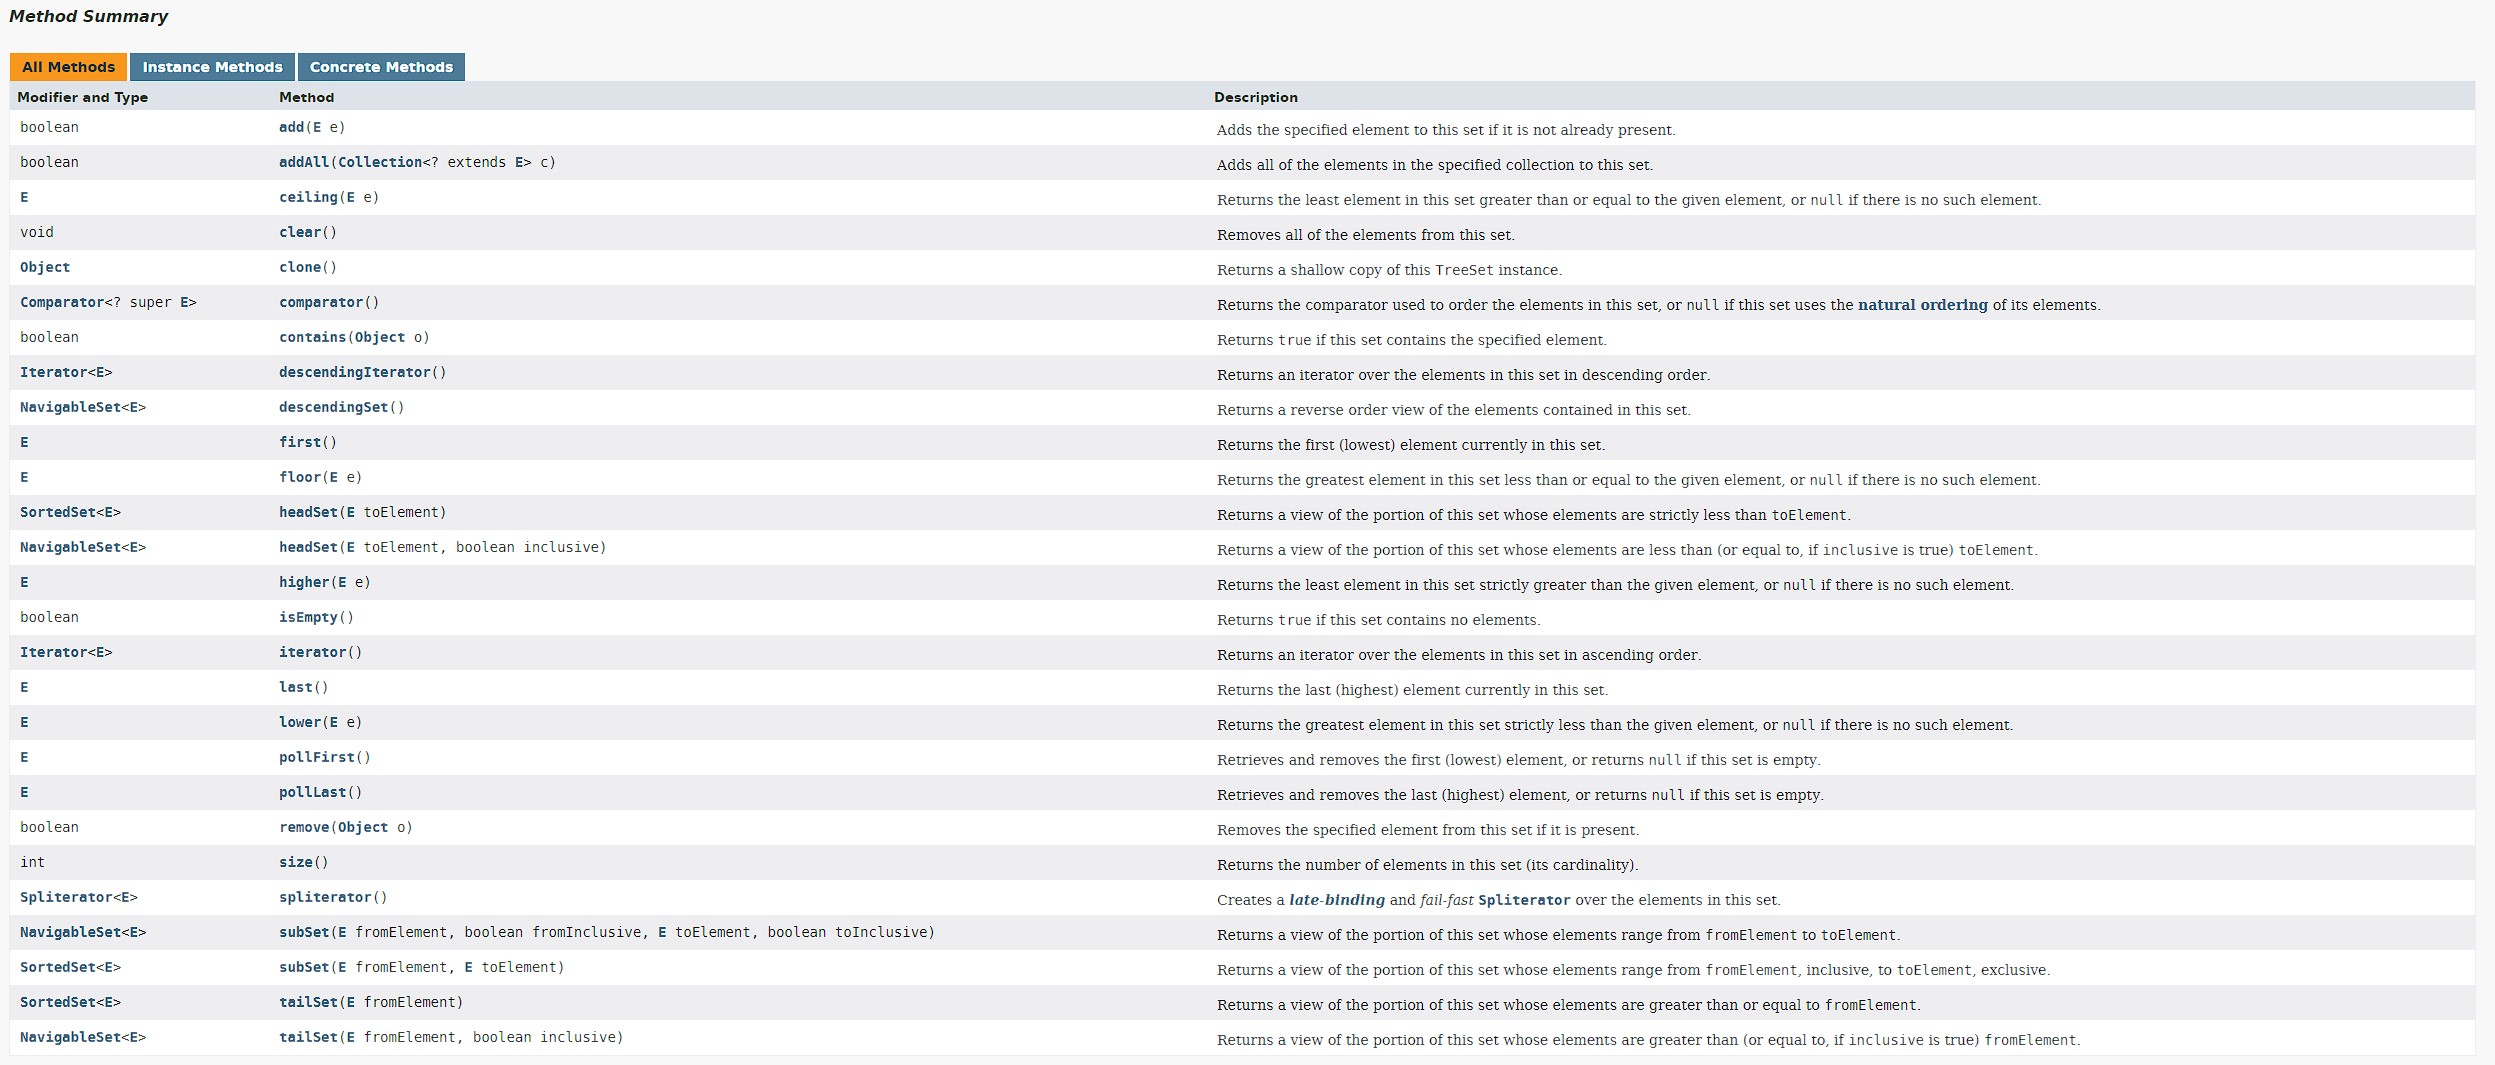 Method Summary
All Methods Instance Methods Concrete Methods
Modifier and Type Method Description
boolean add(E e) Adds the specified element to this set if it is not already present.
boolean addAll(Collection<? extends E> c) Adds all of the elements in the specified collection to this set.
E ceiling(E e) Returns the least element in this set greater than or equal to the given element, or null if there is no such element.
void clear() Removes all of the elements from this set.
Object clone() Returns a shallow copy of this TreeSet instance.
Comparator<? super E> comparator() Returns the comparator used to order the elements in this set, or null if this set uses the natural ordering of its elements.
boolean contains(Object o) Returns true if this set contains the specified element.
Iterator<E> descendingIterator() Returns an iterator over the elements in this set in descending order.
NavigableSet<E> descendingSet() Returns a reverse order view of the elements contained in this set.
E first() Returns the first (lowest) element currently in this set.
E floor(E e) Returns the greatest element in this set less than or equal to the given element, or null if there is no such element.
SortedSet<E> headSet(E toElement) Returns a view of the portion of this set whose elements are strictly less than toElement.
NavigableSet<E> headSet(E toElement, boolean inclusive) Returns a view of the portion of this set whose elements are less than (or equal to, if inclusive is true) toElement.
E higher(E e) Returns the least element in this set strictly greater than the given element, or null if there is no such element.
boolean isEmpty() Returns true if this set contains no elements.
Iterator<E> iterator() Returns an iterator over the elements in this set in ascending order.
E last() Returns the last (highest) element currently in this set.
E lower(E e) Returns the greatest element in this set strictly less than the given element, or null if there is no such element.
E pollFirst() Retrieves and removes the first (lowest) element, or returns null if this set is empty.
E pollLast() Retrieves and removes the last (highest) element, or returns null if this set is empty.
boolean remove(Object o) Removes the specified element from this set if it is present.
int size() Returns the number of elements in this set (its cardinality).
Spliterator<E> spliterator() Creates a late-binding and fail-fast Spliterator over the elements in this set.
NavigableSet<E> subSet(E fromElement, boolean fromInclusive, E toElement, boolean toInclusive) Returns a view of the portion of this set whose elements range from fromElement to toElement.
SortedSet<E> subSet(E fromElement, E toElement) Returns a view of the portion of this set whose elements range from fromElement, inclusive, to toElement, exclusive.
SortedSet<E> tailSet(E fromElement) Returns a view of the portion of this set whose elements are greater than or equal to fromElement.
NavigableSet<E> tailSet(E fromElement, boolean inclusive) Returns a view of the portion of this set whose elements are greater than (or equal to, if inclusive is true) fromElement.